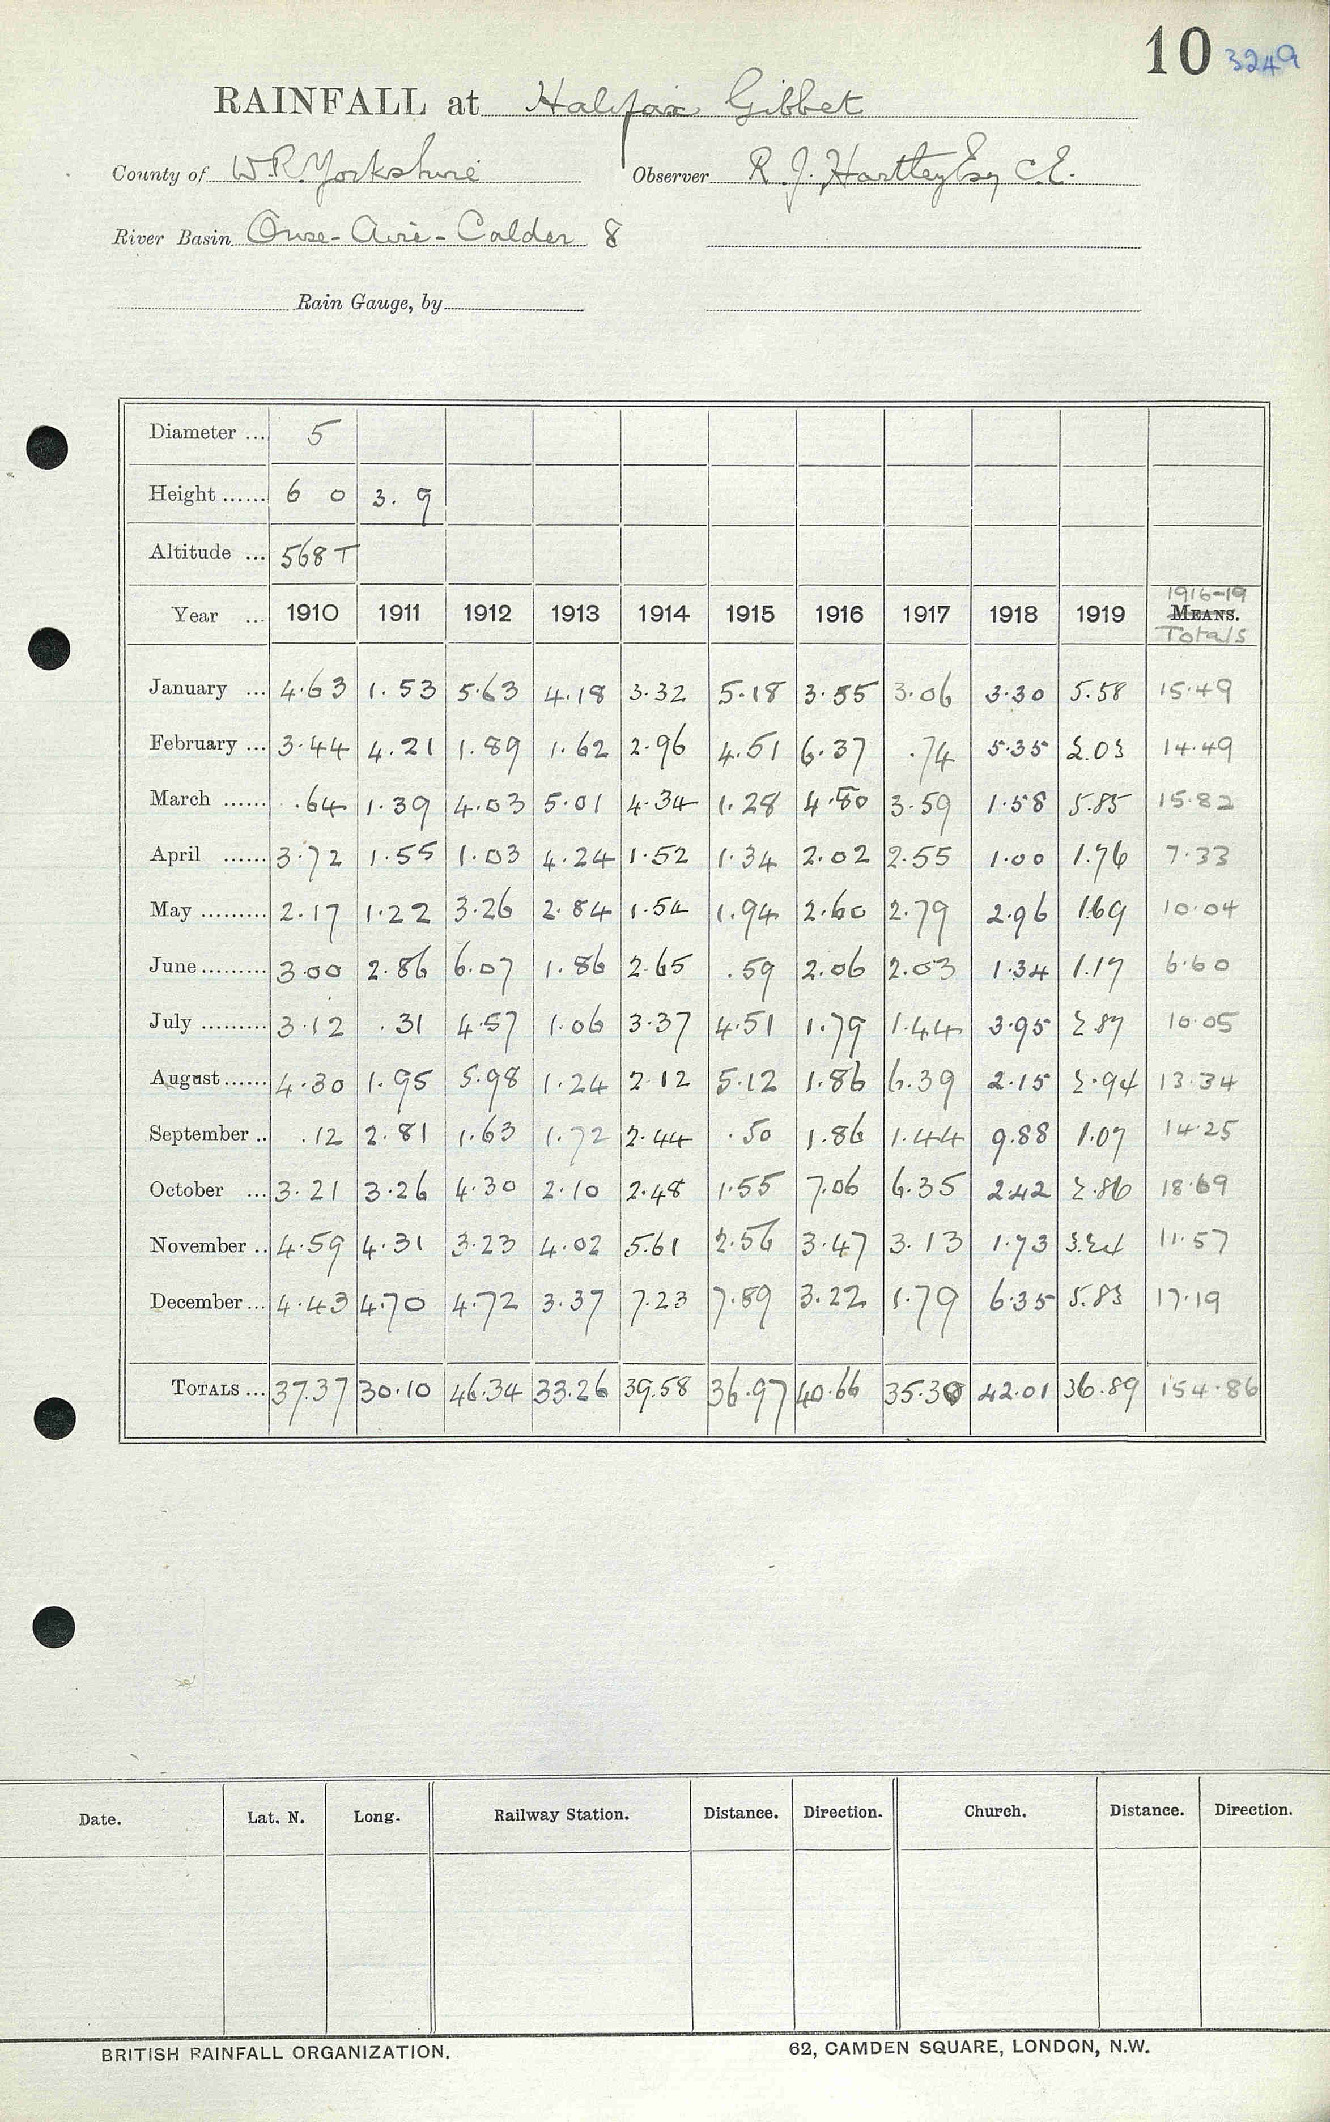 10 3249
RAINFALL at Halifax Gibbet
County of W.R. Yorkshire Observer R. J. Hartley Esq C.E.
River Basin Ouse-Aire-Calder 8
Rain Gauge, by
Diameter ... 5
Height ...... 6 0 3. 9
Altitude ... 568 T
1916-19
Year ... 1910 1911 1912 1913 1914 1915 1916 1917 1918 1919 MEANS.
Totals
January ... 4.63 1.53 5.63 4.18 3.32 5.18 3.55 3.06 3.30 5.58 15.49
February ... 3.44 4.21 1.89 1.62 2.96 4.51 6.37 .74 5.35 2.03 14.49
March ...... .64 1.39 4.03 5.01 4.34 1.28 4.80 3.59 1.58 5.85 15.82
April ...... 3.72 1.55 1.03 4.24 1.52 1.34 2.02 2.55 1.00 1.76 7.33
May ......... 2.17 1.22 3.26 2.84 1.54 1.94 2.60 2.79 2.96 1.69 10.04
June ......... 3.00 2.86 6.07 1.86 2.65 .59 2.06 2.03 1.34 1.17 6.60
July ......... 3.12 .31 4.57 1.06 3.37 4.51 1.79 1.44 3.95 2.87 10.05
August ...... 4.30 1.95 5.98 1.24 2.12 5.12 1.86 6.39 2.15 2.94 13.34
September .. .12 2.81 1.63 1.72 2.44 .50 1.86 1.44 9.88 1.07 14.25
October ... 3.21 3.26 4.30 2.10 2.48 1.55 7.06 6.35 2.42 2.86 18.69
November .. 4.59 4.31 3.23 4.02 5.61 2.56 3.47 3.13 1.73 3.24 11.57
December ... 4.43 4.70 4.72 3.37 7.23 7.89 3.22 1.79 6.35 5.83 17.19
TOTALS ... 37.37 30.10 46.34 33.26 39.58 36.97 40.66 35.30 42.01 36.89 154.86
Date. Lat. N. Long. Railway Station. Distance. Direction. Church. Distance. Direction.
BRITISH RAINFALL ORGANIZATION. 62, CAMDEN SQUARE, LONDON, N.W.